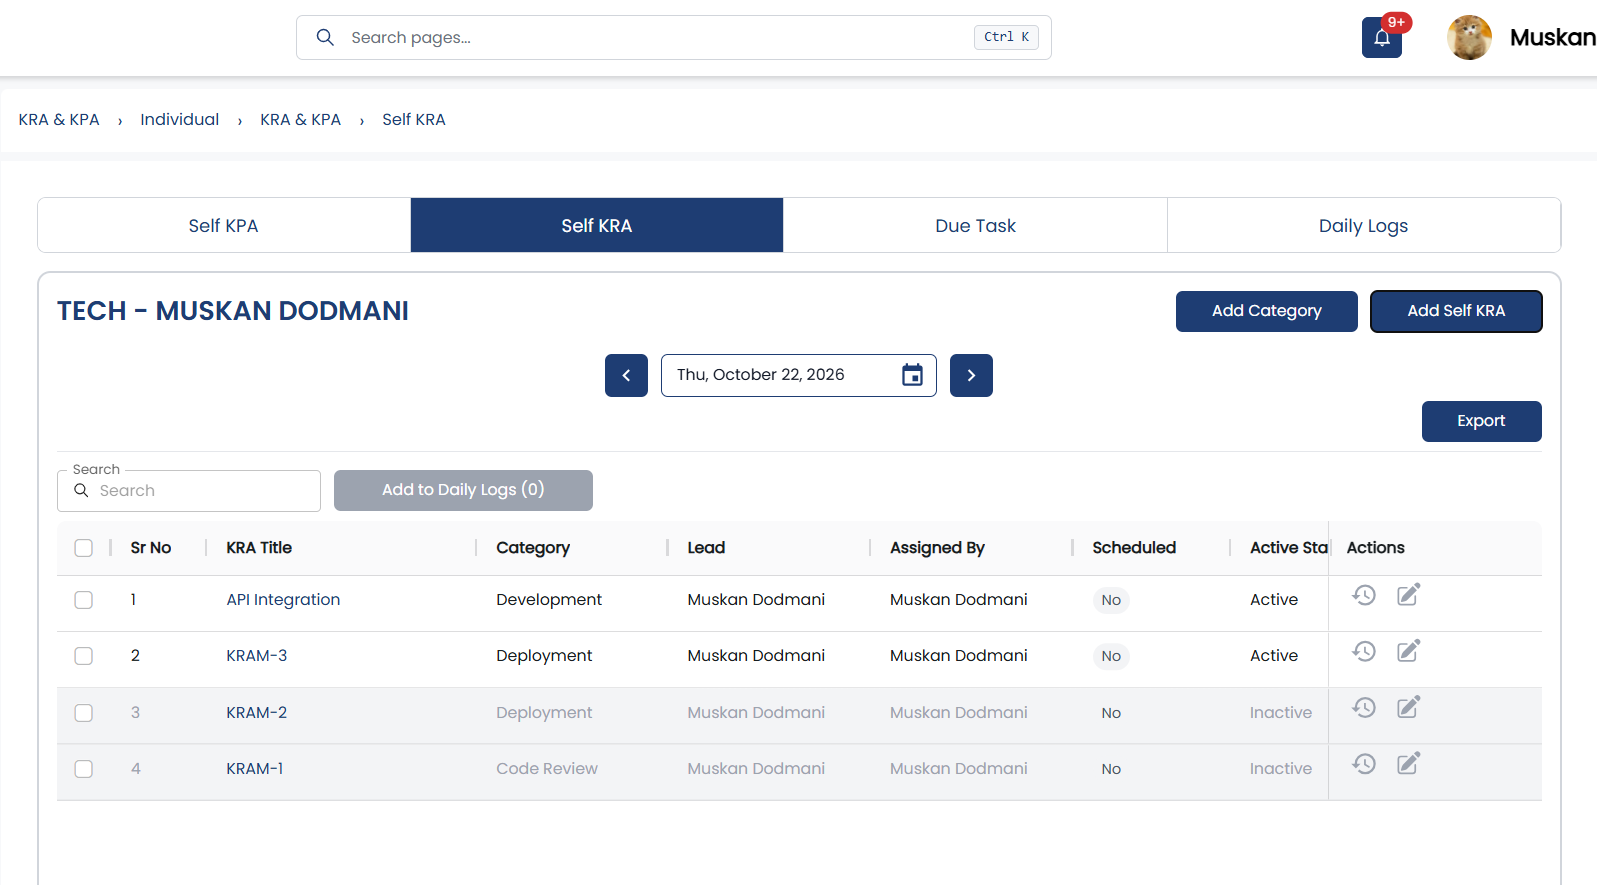 Search pages... Ctrl K 9+ Muskan
KRA & KPA › Individual › KRA & KPA › Self KRA
Self KPA Self KRA Due Task Daily Logs
TECH - MUSKAN DODMANI Add Category Add Self KRA
Thu, October 22, 2026
Export
Search
Search Add to Daily Logs (0)
Sr No KRA Title Category Lead Assigned By Scheduled Active Sta Actions
1 API Integration Development Muskan Dodmani Muskan Dodmani No Active
2 KRAM-3 Deployment Muskan Dodmani Muskan Dodmani No Active
3 KRAM-2 Deployment Muskan Dodmani Muskan Dodmani No Inactive
4 KRAM-1 Code Review Muskan Dodmani Muskan Dodmani No Inactive